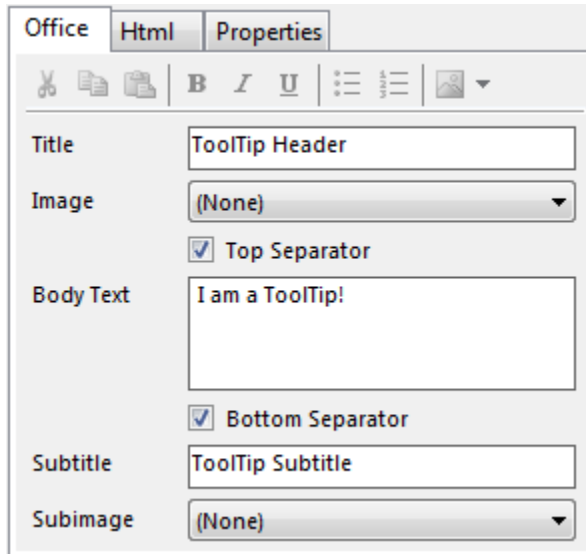 Office Html Properties
B I U
Title ToolTip Header
Image (None)
Top Separator
Body Text I am a ToolTip!
Bottom Separator
Subtitle ToolTip Subtitle
Subimage (None)